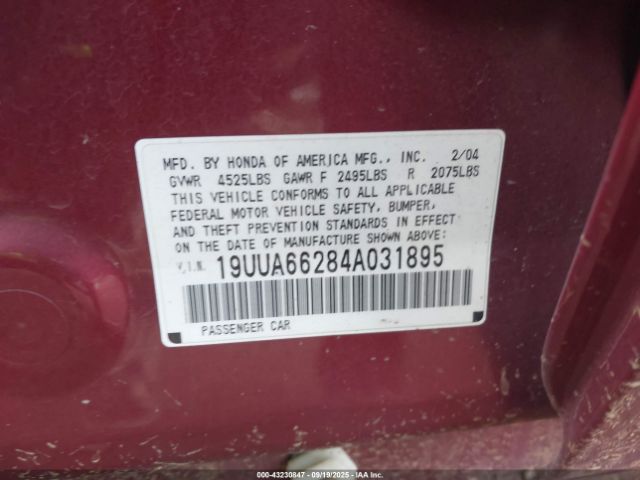 MFD. BY HONDA OF AMERICA MFG., INC. 2/04
GVWR 4525LBS GAWR F 2495LBS R 2075LBS
THIS VEHICLE CONFORMS TO ALL APPLICABLE
FEDERAL MOTOR VEHICLE SAFETY, BUMPER,
AND THEFT PREVENTION STANDARDS IN EFFECT
ON THE DATE OF MANUFACTURE SHOWN ABOVE:
V.I.N. 19UUA66284A031895
PASSENGER CAR
00-43230847 (09/19/2025) IAA Inc.